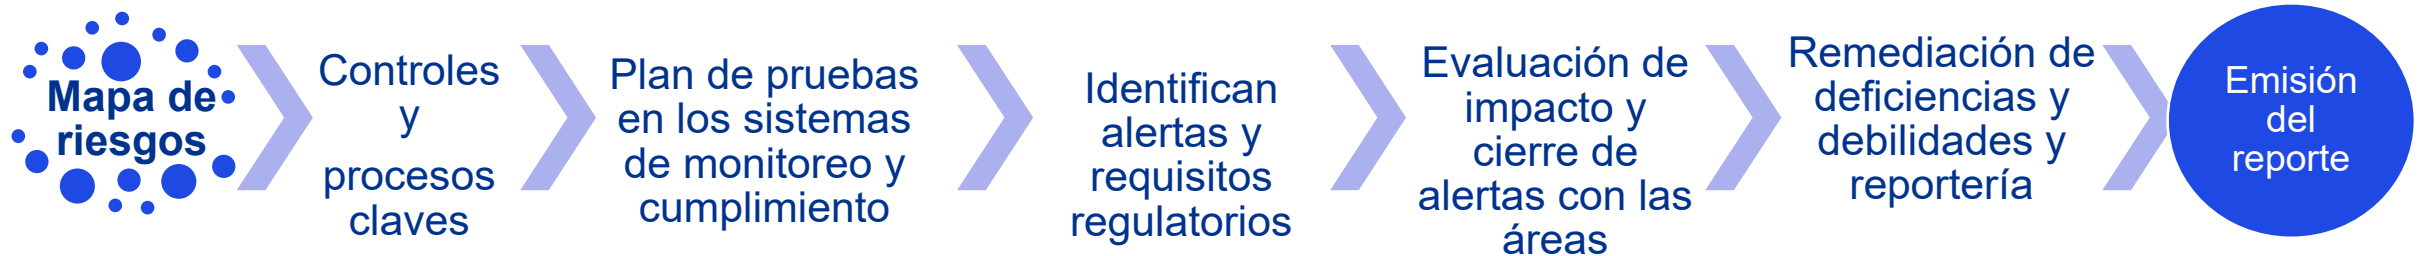 Mapa de
riesgos
Controles
y
procesos
claves
Plan de pruebas
en los sistemas
de monitoreo y
cumplimiento
Identifican
alertas y
requisitos
regulatorios
Evaluación de
impacto y
cierre de
alertas con las
áreas
Remediación de
deficiencias y
debilidades y
reportería
Emisión
del
reporte